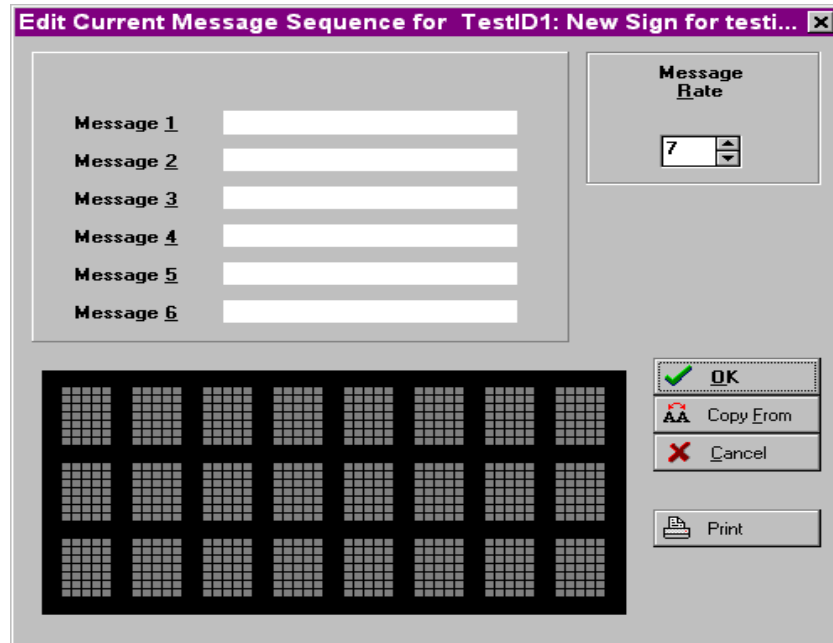 Edit Current Message Sequence for TestID1: New Sign for testi...
Message
Rate
7
Message 1
Message 2
Message 3
Message 4
Message 5
Message 6
OK
AA Copy From
Cancel
Print